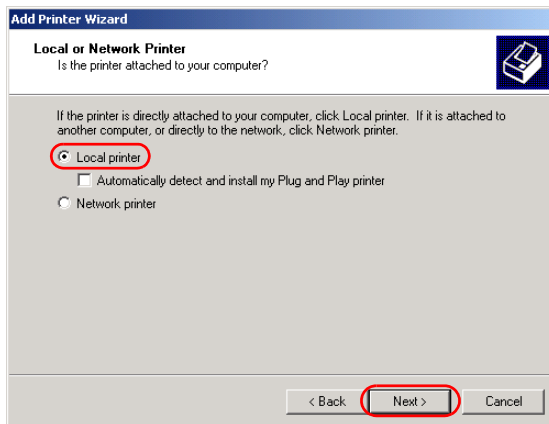 Add Printer Wizard
Local or Network Printer
Is the printer attached to your computer?
If the printer is directly attached to your computer, click Local printer. If it is attached to
another computer, or directly to the network, click Network printer.
Local printer
Automatically detect and install my Plug and Play printer
Network printer
< Back Next > Cancel